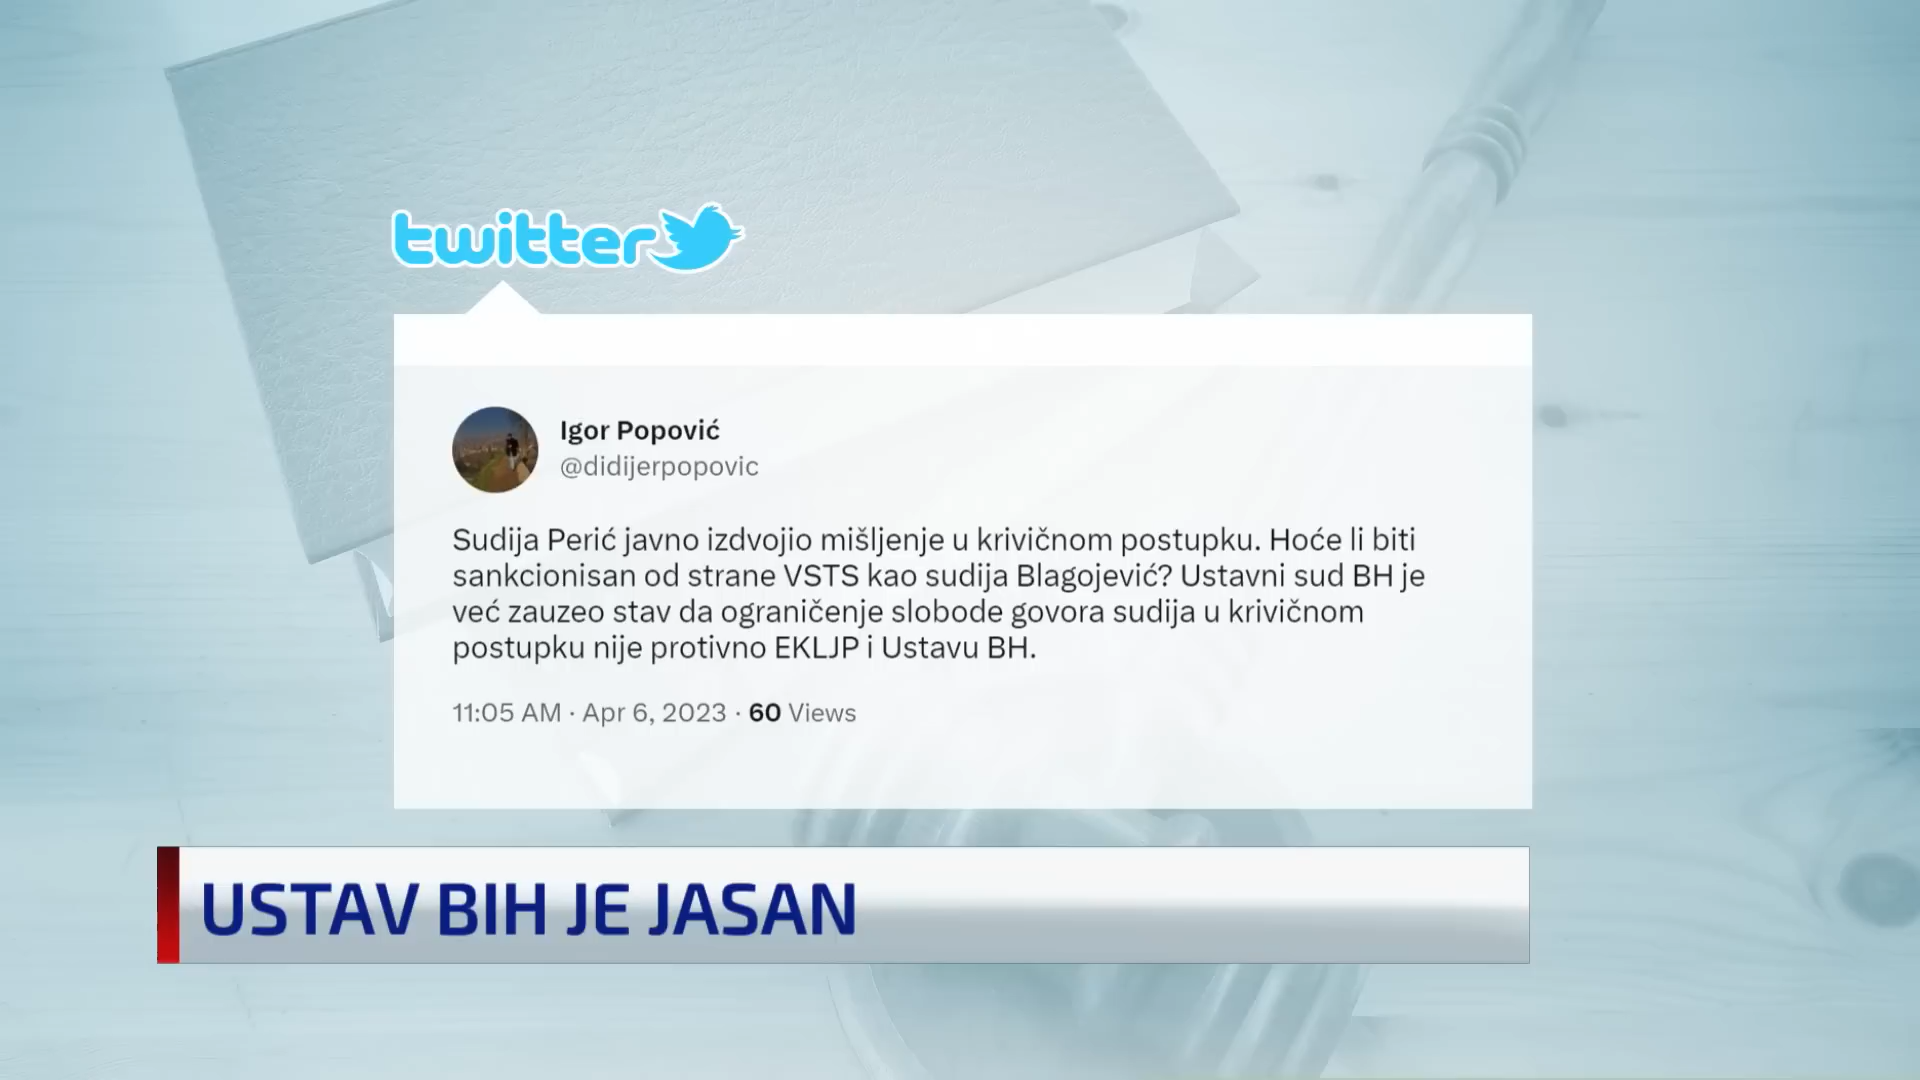 twitter
Igor Popović
@didijerpopovic
Sudija Perić javno izdvojio mišljenje u krivičnom postupku. Hoće li biti
sankcionisan od strane VSTS kao sudija Blagojević? Ustavni sud BH je
već zauzeo stav da ograničenje slobode govora sudija u krivičnom
postupku nije protivno EKLJP i Ustavu BH.
11:05 AM · Apr 6, 2023 · 60 Views
USTAV BIH JE JASAN